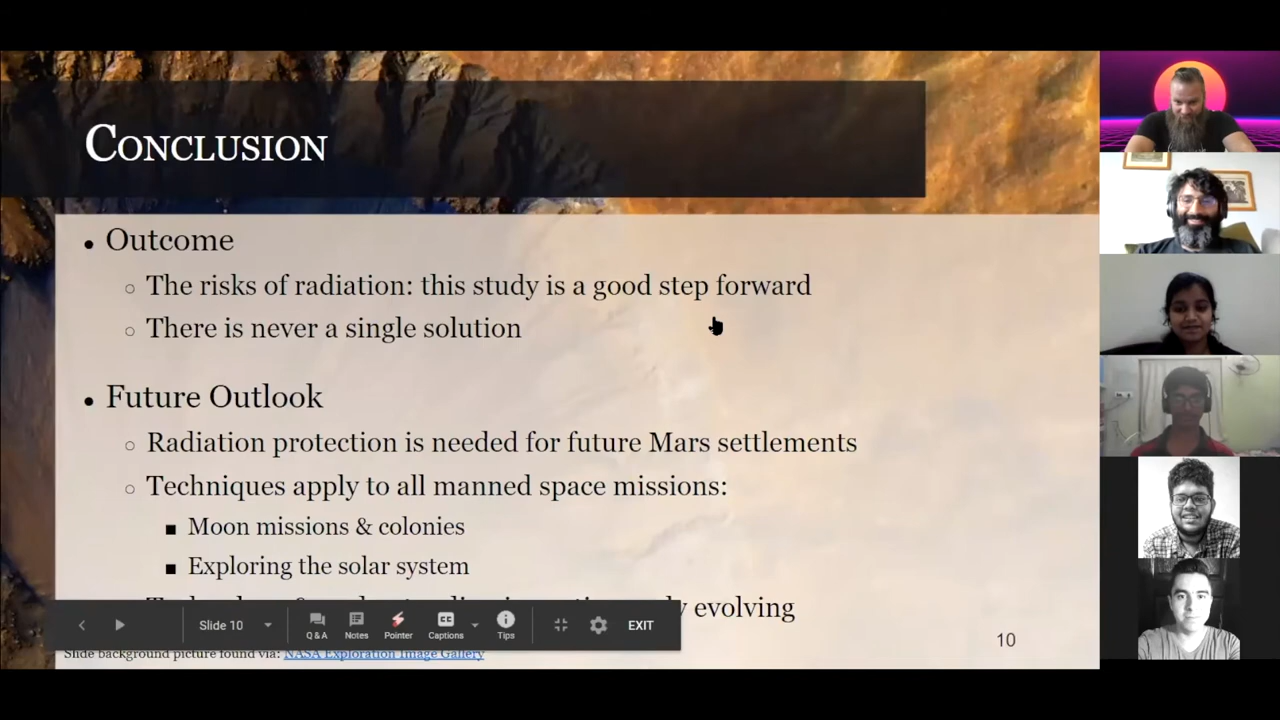 CONCLUSION
● Outcome
○ The risks of radiation: this study is a good step forward
○ There is never a single solution
● Future Outlook
○ Radiation protection is needed for future Mars settlements
○ Techniques apply to all manned space missions:
■ Moon missions & colonies
■ Exploring the solar system
evolving
Slide 10
Q & A
Notes
Pointer
CC
Captions
Tips
EXIT
10
Slide background picture found via: NASA Exploration Image Gallery